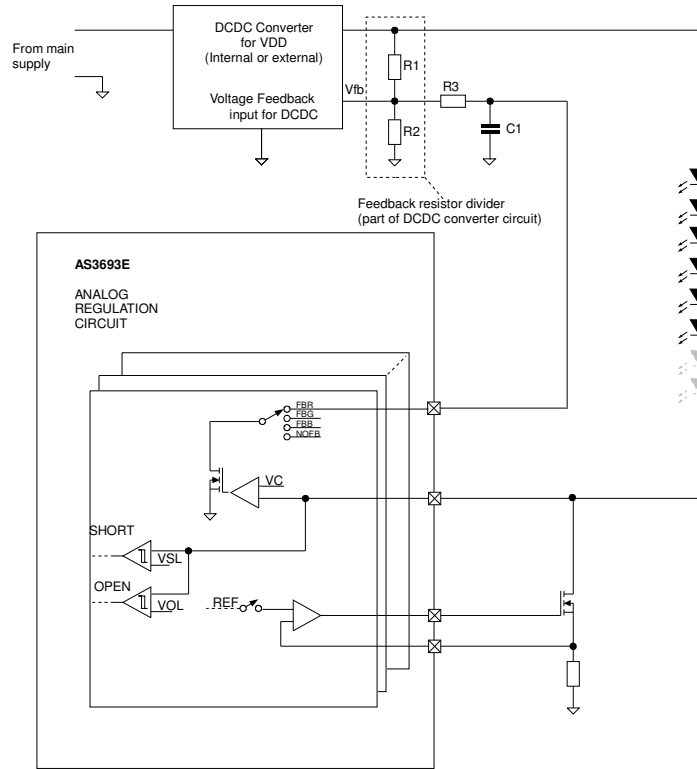 DCDC Converter
for VDD
(Internal or external)
From main
supply
Voltage Feedback
input for DCDC
Vfb
R1
R2
R3
C1
Feedback resistor divider
(part of DCDC converter circuit)
AS3693E
ANALOG
REGULATION
CIRCUIT
FBR
FBG
FBB
NOFB
VC
SHORT
VSL
OPEN
VOL
REF